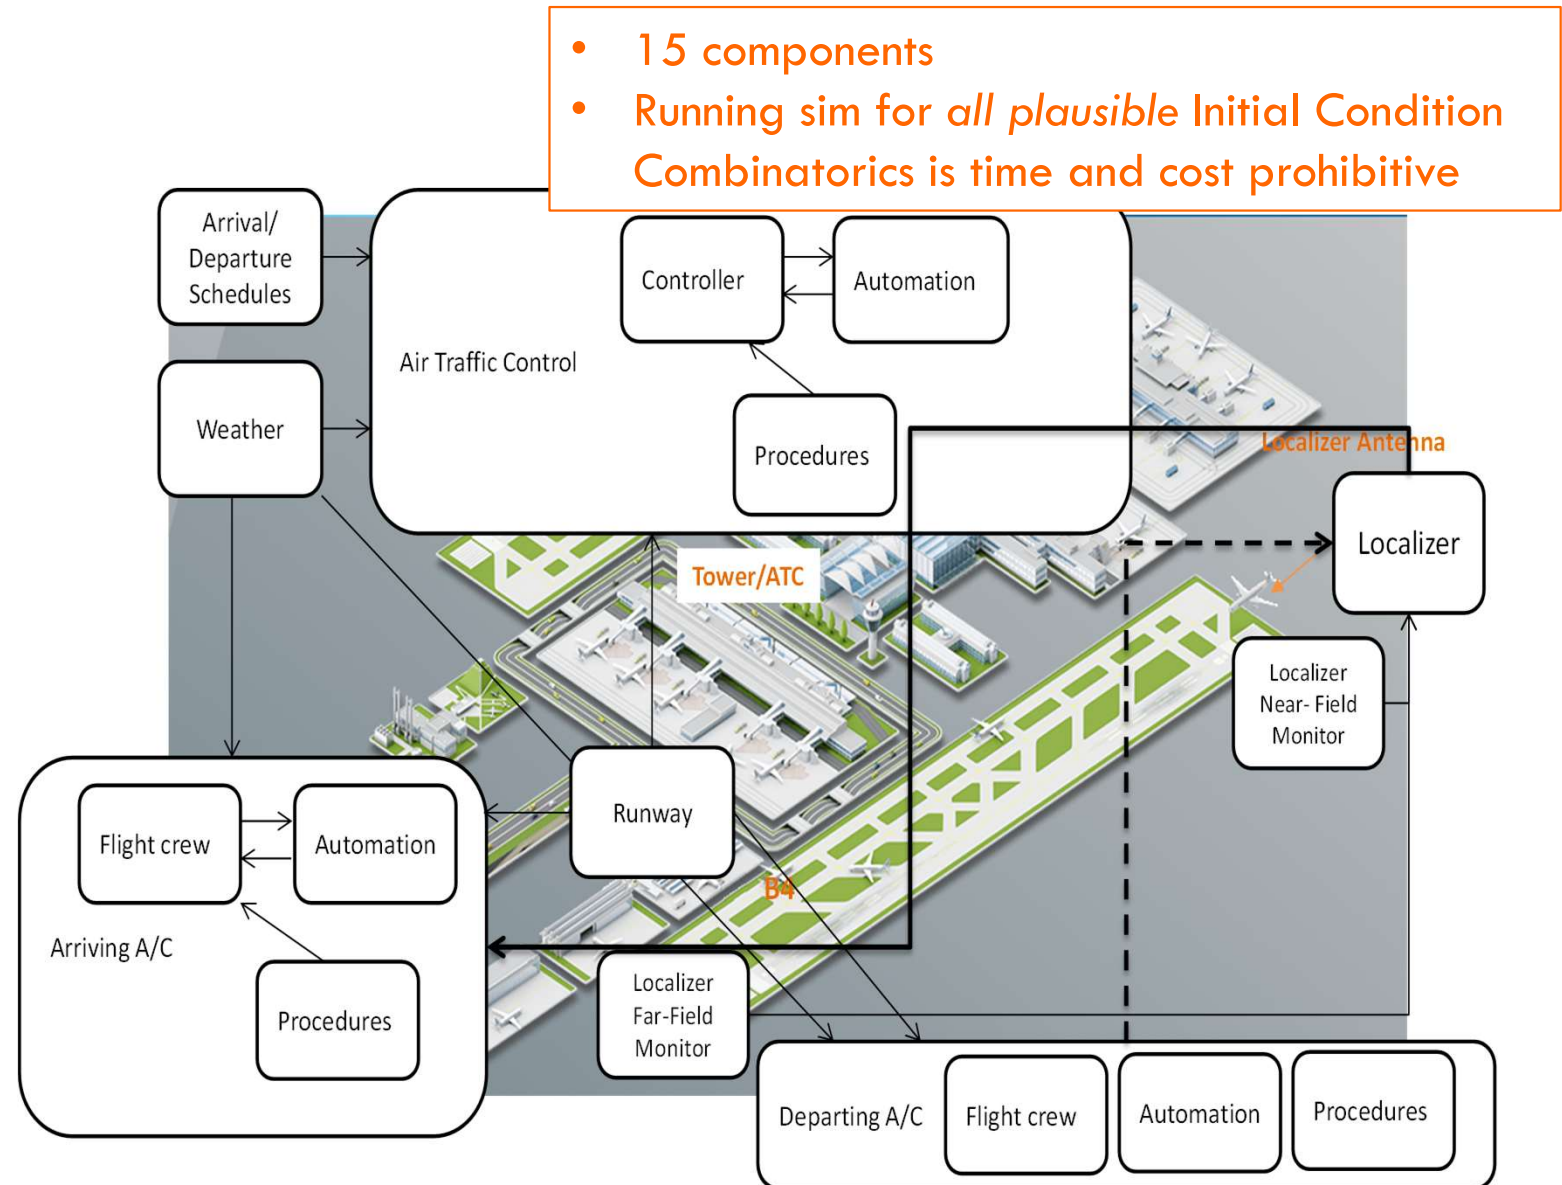 • 15 components
• Running sim for all plausible Initial Condition
Combinatorics is time and cost prohibitive
Arrival/
Departure
Schedules
Controller
Automation
Air Traffic Control
Weather
Procedures
Localizer Antenna
Localizer
Tower/ATC
Localizer
Near- Field
Monitor
Runway
Flight crew
Automation
B4
Arriving A/C
Procedures
Localizer
Far-Field
Monitor
Departing A/C
Flight crew
Automation
Procedures